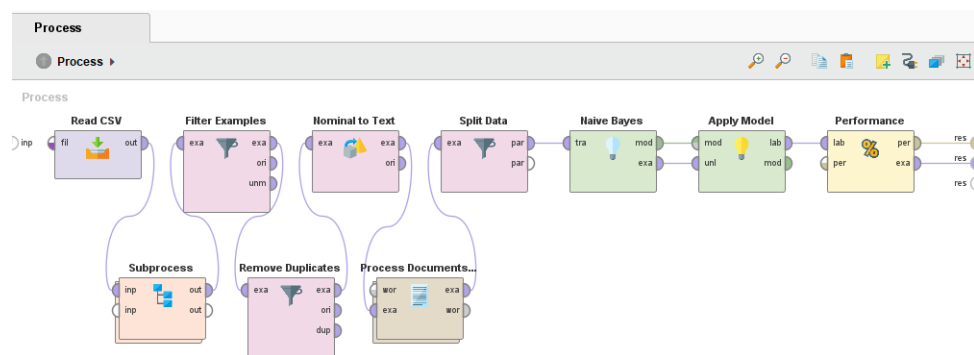 Process
Process
Process
Read CSV
Filter Examples
Nominal to Text
Split Data
Naive Bayes
Apply Model
Performance
inp
fil out
exa exa
ori
unm
exa exa
ori
exa par
par
tra mod
exa
mod lab
unl mod
lab per
per exa
res
res
res
Subprocess
Remove Duplicates
Process Documents...
inp out
inp out
exa exa
ori
dup
wor exa
exa wor